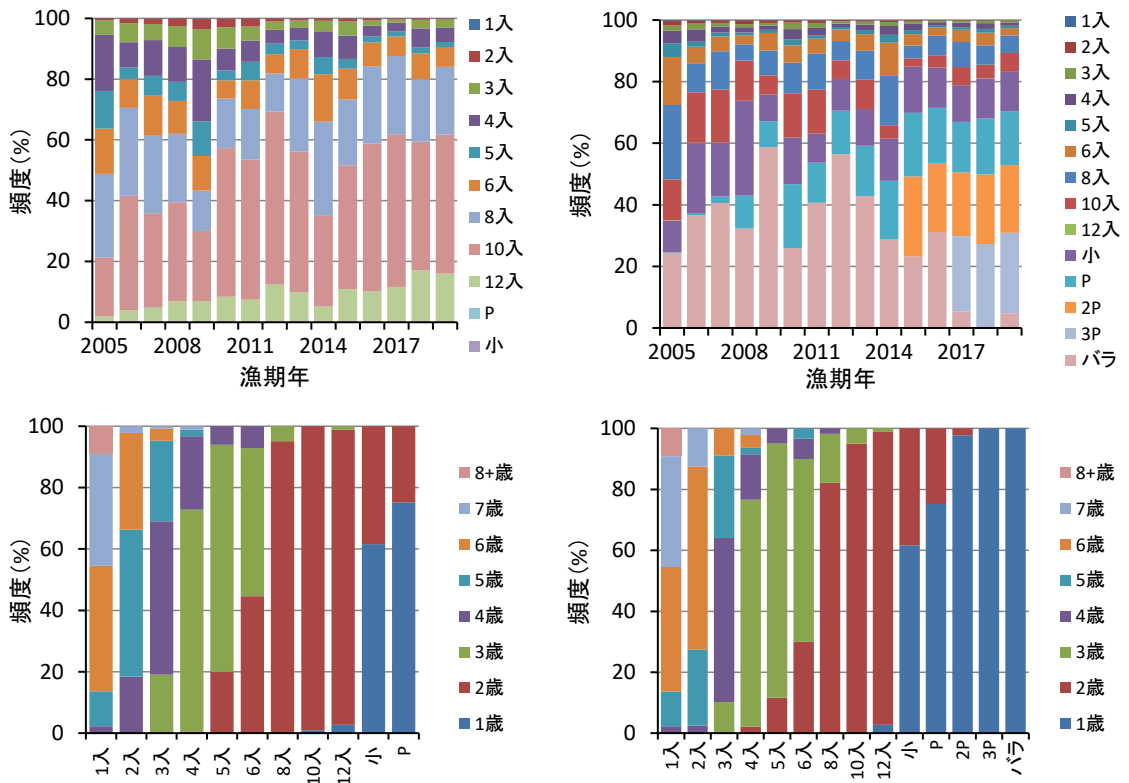 頻度(%)
100
80
60
40
20
0
2005 2008 2011 2014 2017
漁期年
1入
2入
3入
4入
5入
6入
8入
10入
12入
P
小
頻度(%)
100
80
60
40
20
0
2005 2008 2011 2014 2017
漁期年
1入
2入
3入
4入
5入
6入
8入
10入
12入
小
P
2P
3P
バラ
頻度(%)
100
80
60
40
20
0
1入 2入 3入 4入 5入 6入 8入 10入 12入 小 P
8+歳
7歳
6歳
5歳
4歳
3歳
2歳
1歳
頻度(%)
100
80
60
40
20
0
1入 2入 3入 4入 5入 6入 8入 10入 12入 小 P 2P 3P バラ
8+歳
7歳
6歳
5歳
4歳
3歳
2歳
1歳